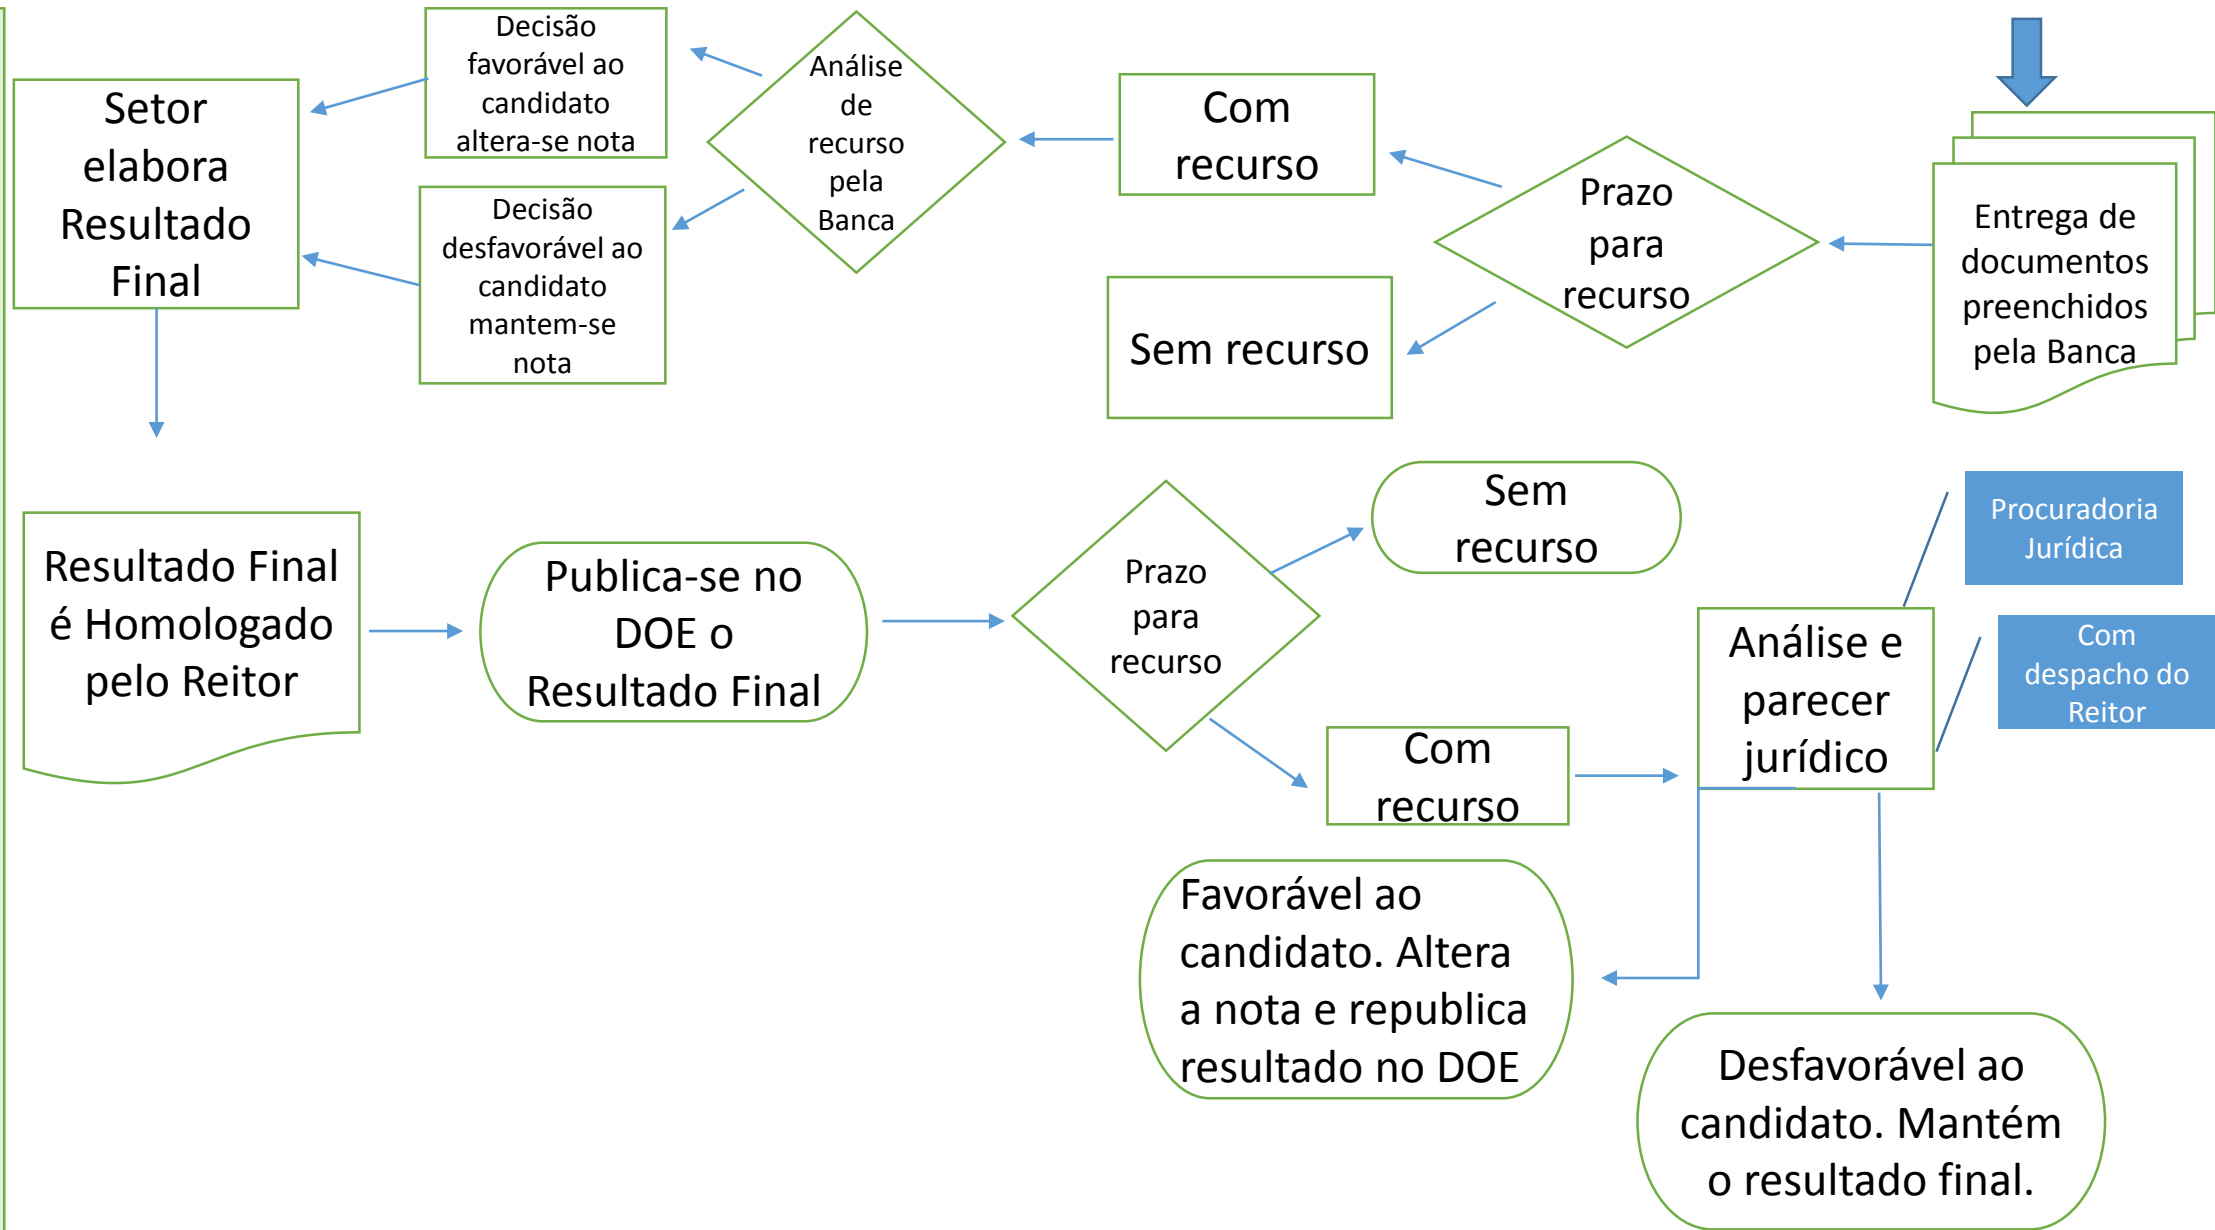 Decisão
favorável ao
candidato
altera-se nota
Análise
de
recurso
pela
Banca
Com
recurso
Setor
elabora
Resultado
Final
Decisão
desfavorável ao
candidato
mantem-se
nota
Prazo
para
recurso
Sem recurso
Entrega de
documentos
preenchidos
pela Banca
Resultado Final
é Homologado
pelo Reitor
Publica-se no
DOE o
Resultado Final
Prazo
para
recurso
Sem
recurso
Com
recurso
Análise e
parecer
jurídico
Procuradoria
Jurídica
Com
despacho do
Reitor
Favorável ao
candidato. Altera
a nota e republica
resultado no DOE
Desfavorável ao
candidato. Mantém
o resultado final.